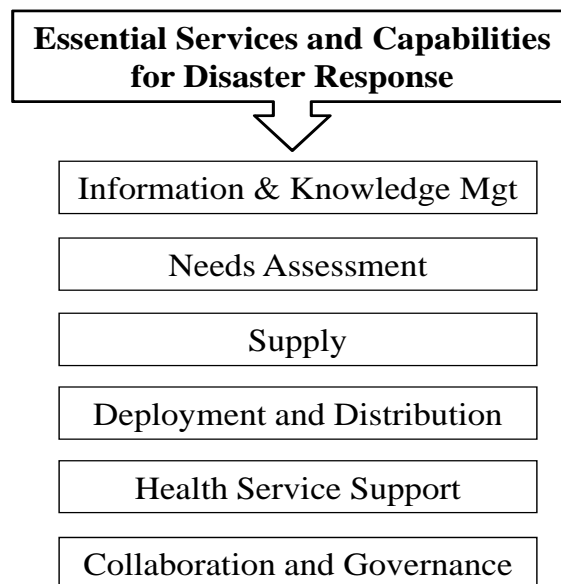 Essential Services and Capabilities
for Disaster Response
Information & Knowledge Mgt
Needs Assessment
Supply
Deployment and Distribution
Health Service Support
Collaboration and Governance